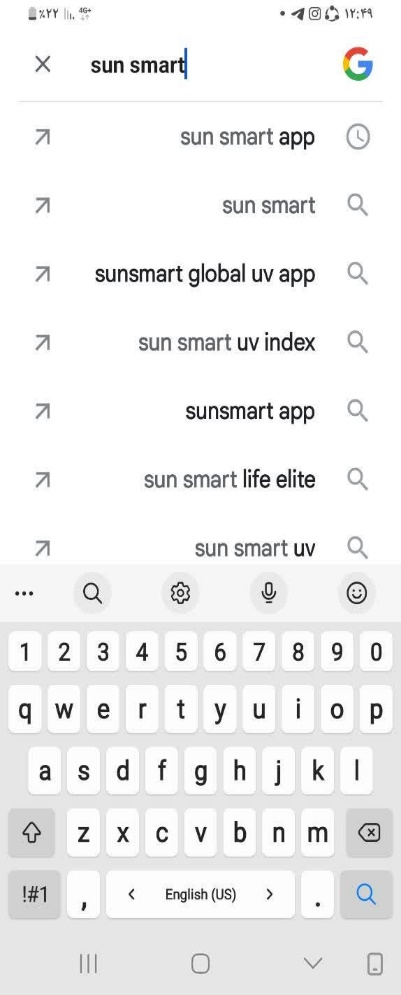 ٪۲۲ 4G+ ۱۲:۴۹
sun smart
sun smart app
sun smart
sunsmart global uv app
sun smart uv index
sunsmart app
sun smart life elite
sun smart uv
1 2 3 4 5 6 7 8 9 0
q w e r t y u i o p
a s d f g h j k l
z x c v b n m
!#1 , < English (US) > .